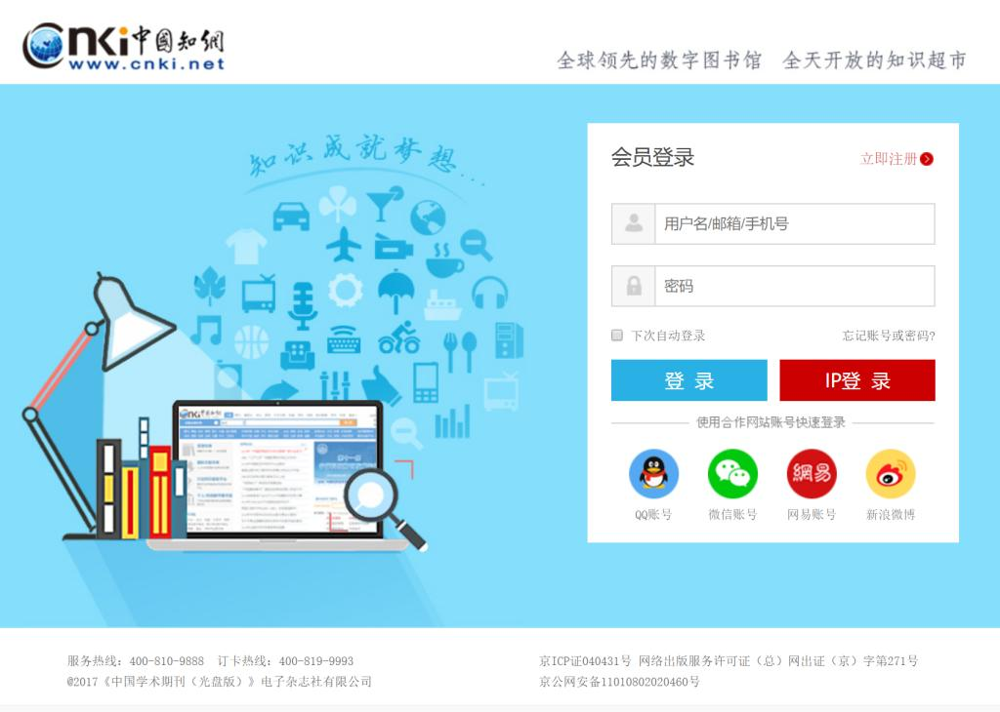 cnki中国知網
www.cnki.net
全球领先的数字图书馆 全天开放的知识超市
知识成就梦想...
会员登录
立即注册
用户名/邮箱/手机号
密码
下次自动登录 忘记账号或密码?
登 录 IP登 录
使用合作网站账号快速登录
網易
QQ账号 微信账号 网易账号 新浪微博
服务热线：400-810-9888 订卡热线：400-819-9993
@2017《中国学术期刊（光盘版）》电子杂志社有限公司
京ICP证040431号 网络出版服务许可证（总）网出证（京）字第271号
京公网安备11010802020460号